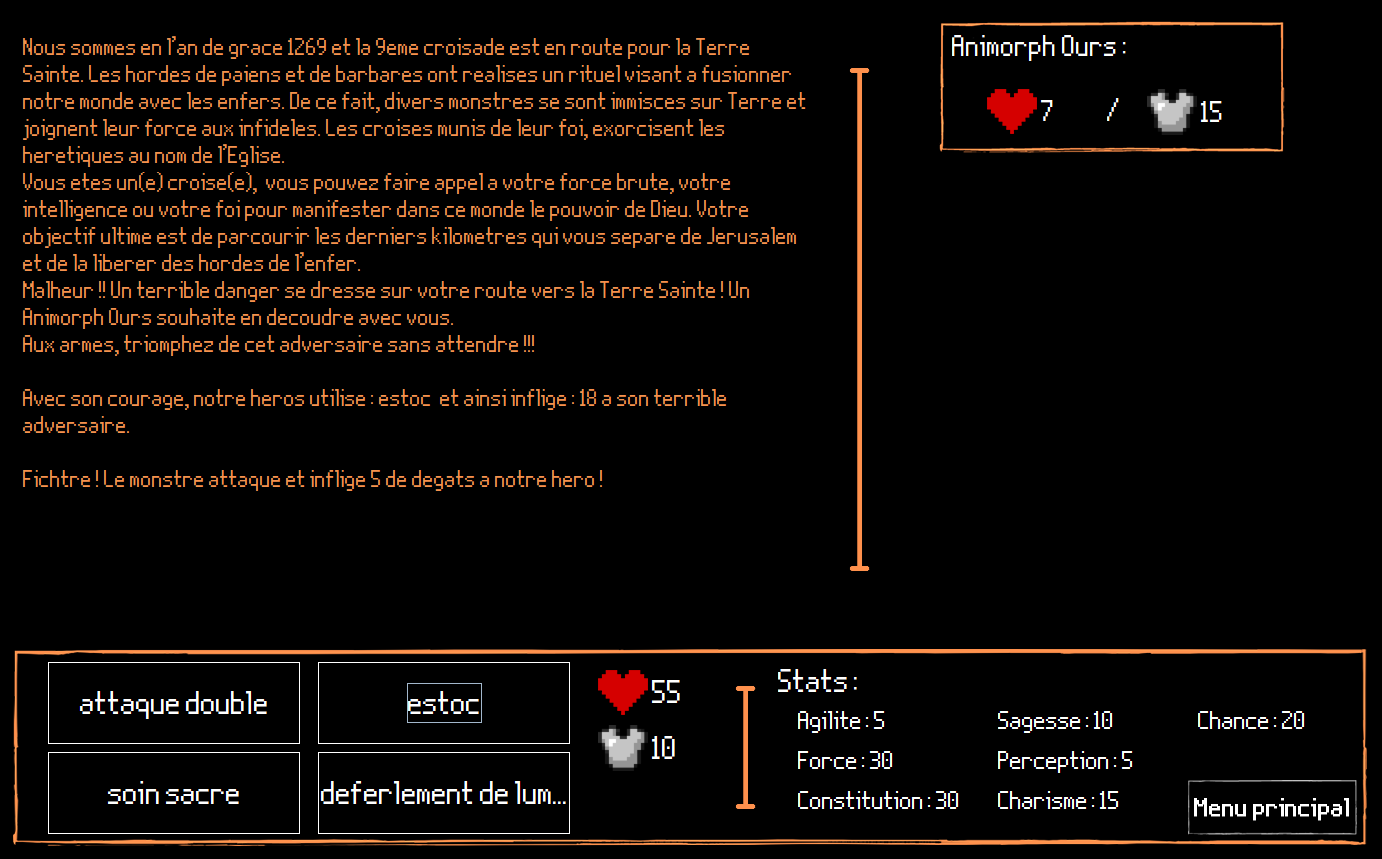 Nous sommes en l'an de grace 1269 et la 9eme croisade est en route pour la Terre
Sainte. Les hordes de paiens et de barbares ont realises un rituel visant a fusionner
notre monde avec les enfers. De ce fait, divers monstres se sont immisces sur Terre et
joignent leur force aux infideles. Les croises munis de leur foi, exorcisent les
heretiques au nom de l'Eglise.
Vous etes un(e) croise(e), vous pouvez faire appel a votre force brute, votre
intelligence ou votre foi pour manifester dans ce monde le pouvoir de Dieu. Votre
objectif ultime est de parcourir les derniers kilometres qui vous separe de Jerusalem
et de la liberer des hordes de l'enfer.
Malheur !! Un terrible danger se dresse sur votre route vers la Terre Sainte ! Un
Animorph Ours souhaite en decoudre avec vous.
Aux armes, triomphez de cet adversaire sans attendre !!!
Avec son courage, notre heros utilise : estoc et ainsi inflige : 18 a son terrible
adversaire.
Fichtre ! Le monstre attaque et inflige 5 de degats a notre hero !
Animorph Ours :
7 / 15
attaque double
estoc
soin sacre
deferlement de lum...
55
10
Stats :
Agilite : 5
Sagesse : 10
Chance : 20
Force : 30
Perception : 5
Constitution : 30
Charisme : 15
Menu principal